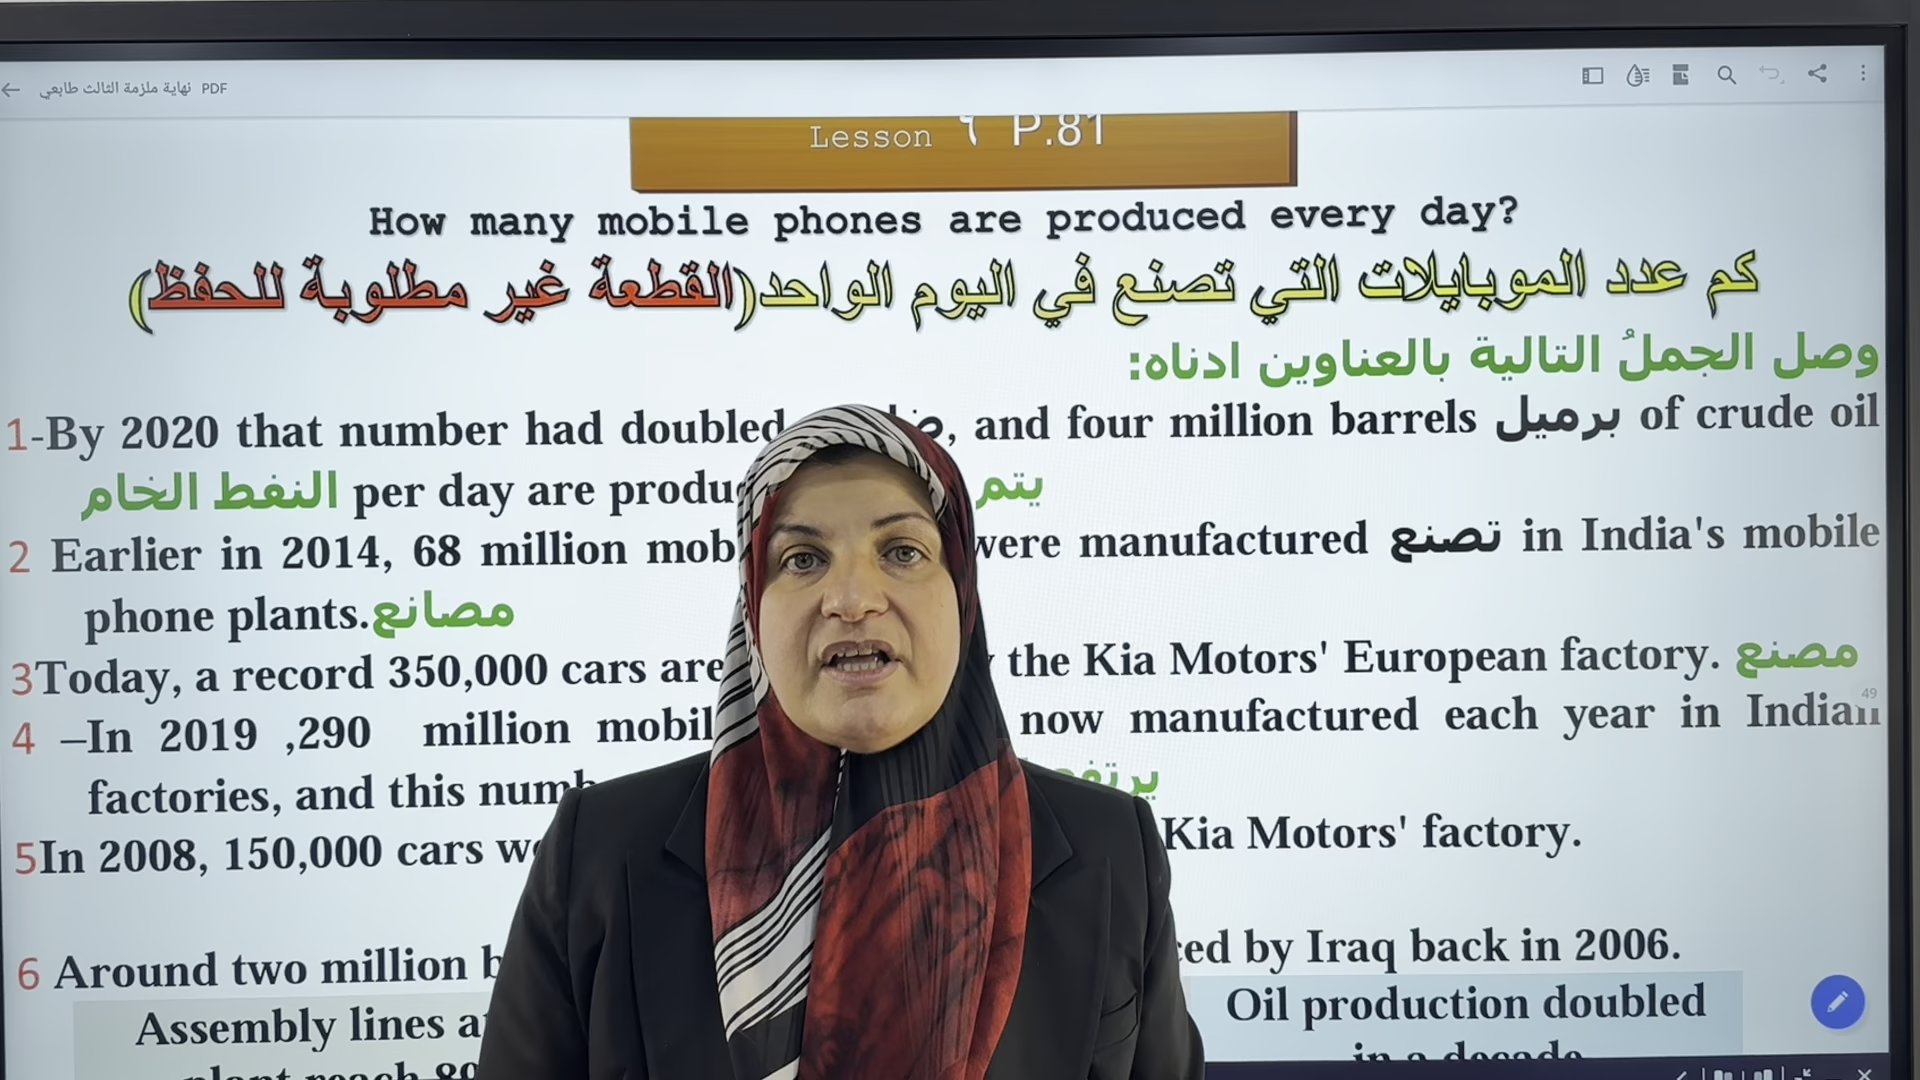 نهاية ملزمة الثالث طابعي PDF
Lesson ٦ P.81
How many mobile phones are produced every day?
كم عدد الموبايلات التي تصنع في اليوم الواحد(القطعة غير مطلوبة للحفظ)
وصل الجملُ التالية بالعناوين ادناه:
1-By 2020 that number had doubled , and four million barrels برميل of crude oil
النفط الخام per day are يتم
2 Earlier in 2014, 68 million were manufactured تصنع in India's mobile
phone plants.مصانع
3Today, a record 350,000 cars are the Kia Motors' European factory. مصنع
49
4 –In 2019 ,290 million now manufactured each year in Indian
factories, and this
5In 2008, 150,000 cars Kia Motors' factory.
6 Around two million by Iraq back in 2006.
Assembly lines
Oil production doubled
in a decade
plant reach